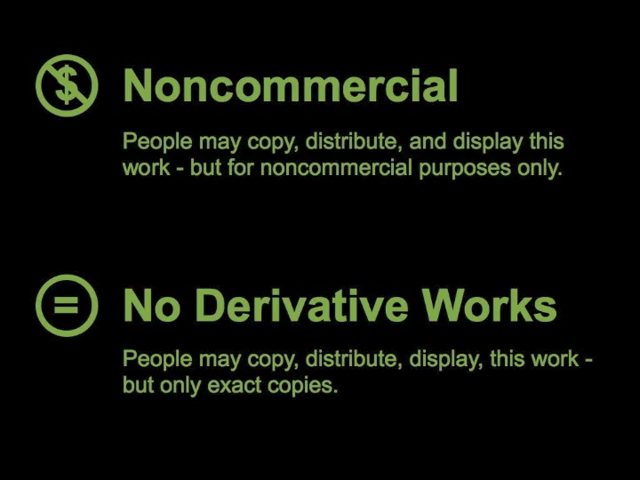 Noncommercial
People may copy, distribute, and display this
work - but for noncommercial purposes only.
No Derivative Works
People may copy, distribute, display, this work -
but only exact copies.